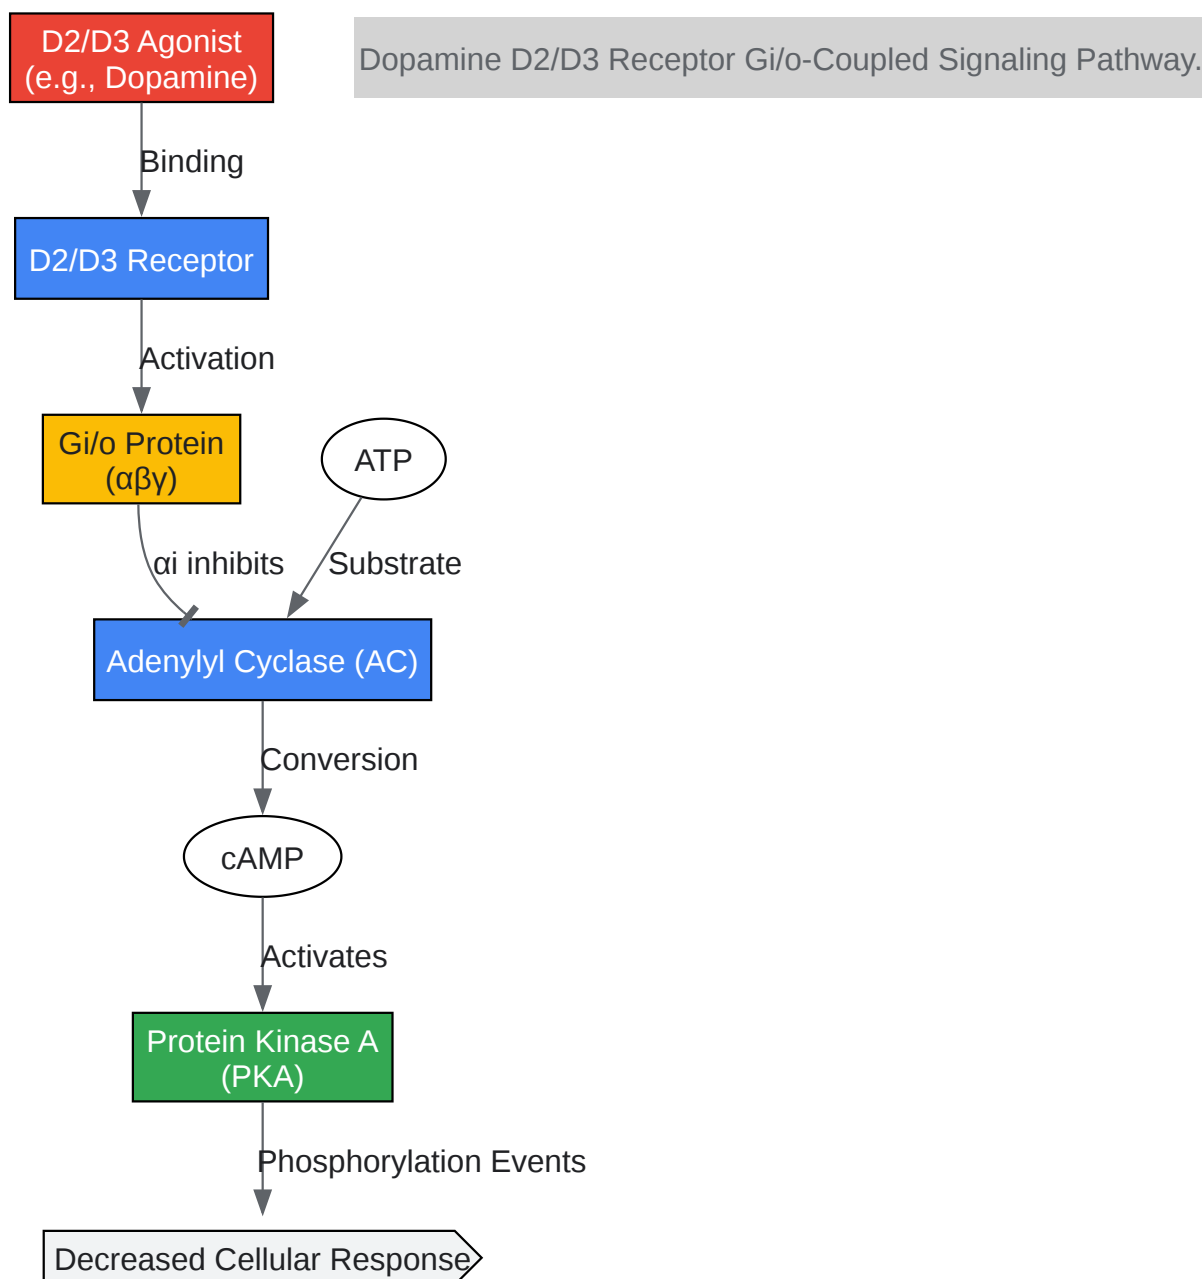 D2/D3 Agonist
(e.g., Dopamine)
Dopamine D2/D3 Receptor Gi/o-Coupled Signaling Pathway.
Binding
D2/D3 Receptor
Activation
Gi/o Protein
(αβγ)
ATP
αi inhibits
Substrate
Adenylyl Cyclase (AC)
Conversion
cAMP
Activates
Protein Kinase A
(PKA)
Phosphorylation Events
Decreased Cellular Response